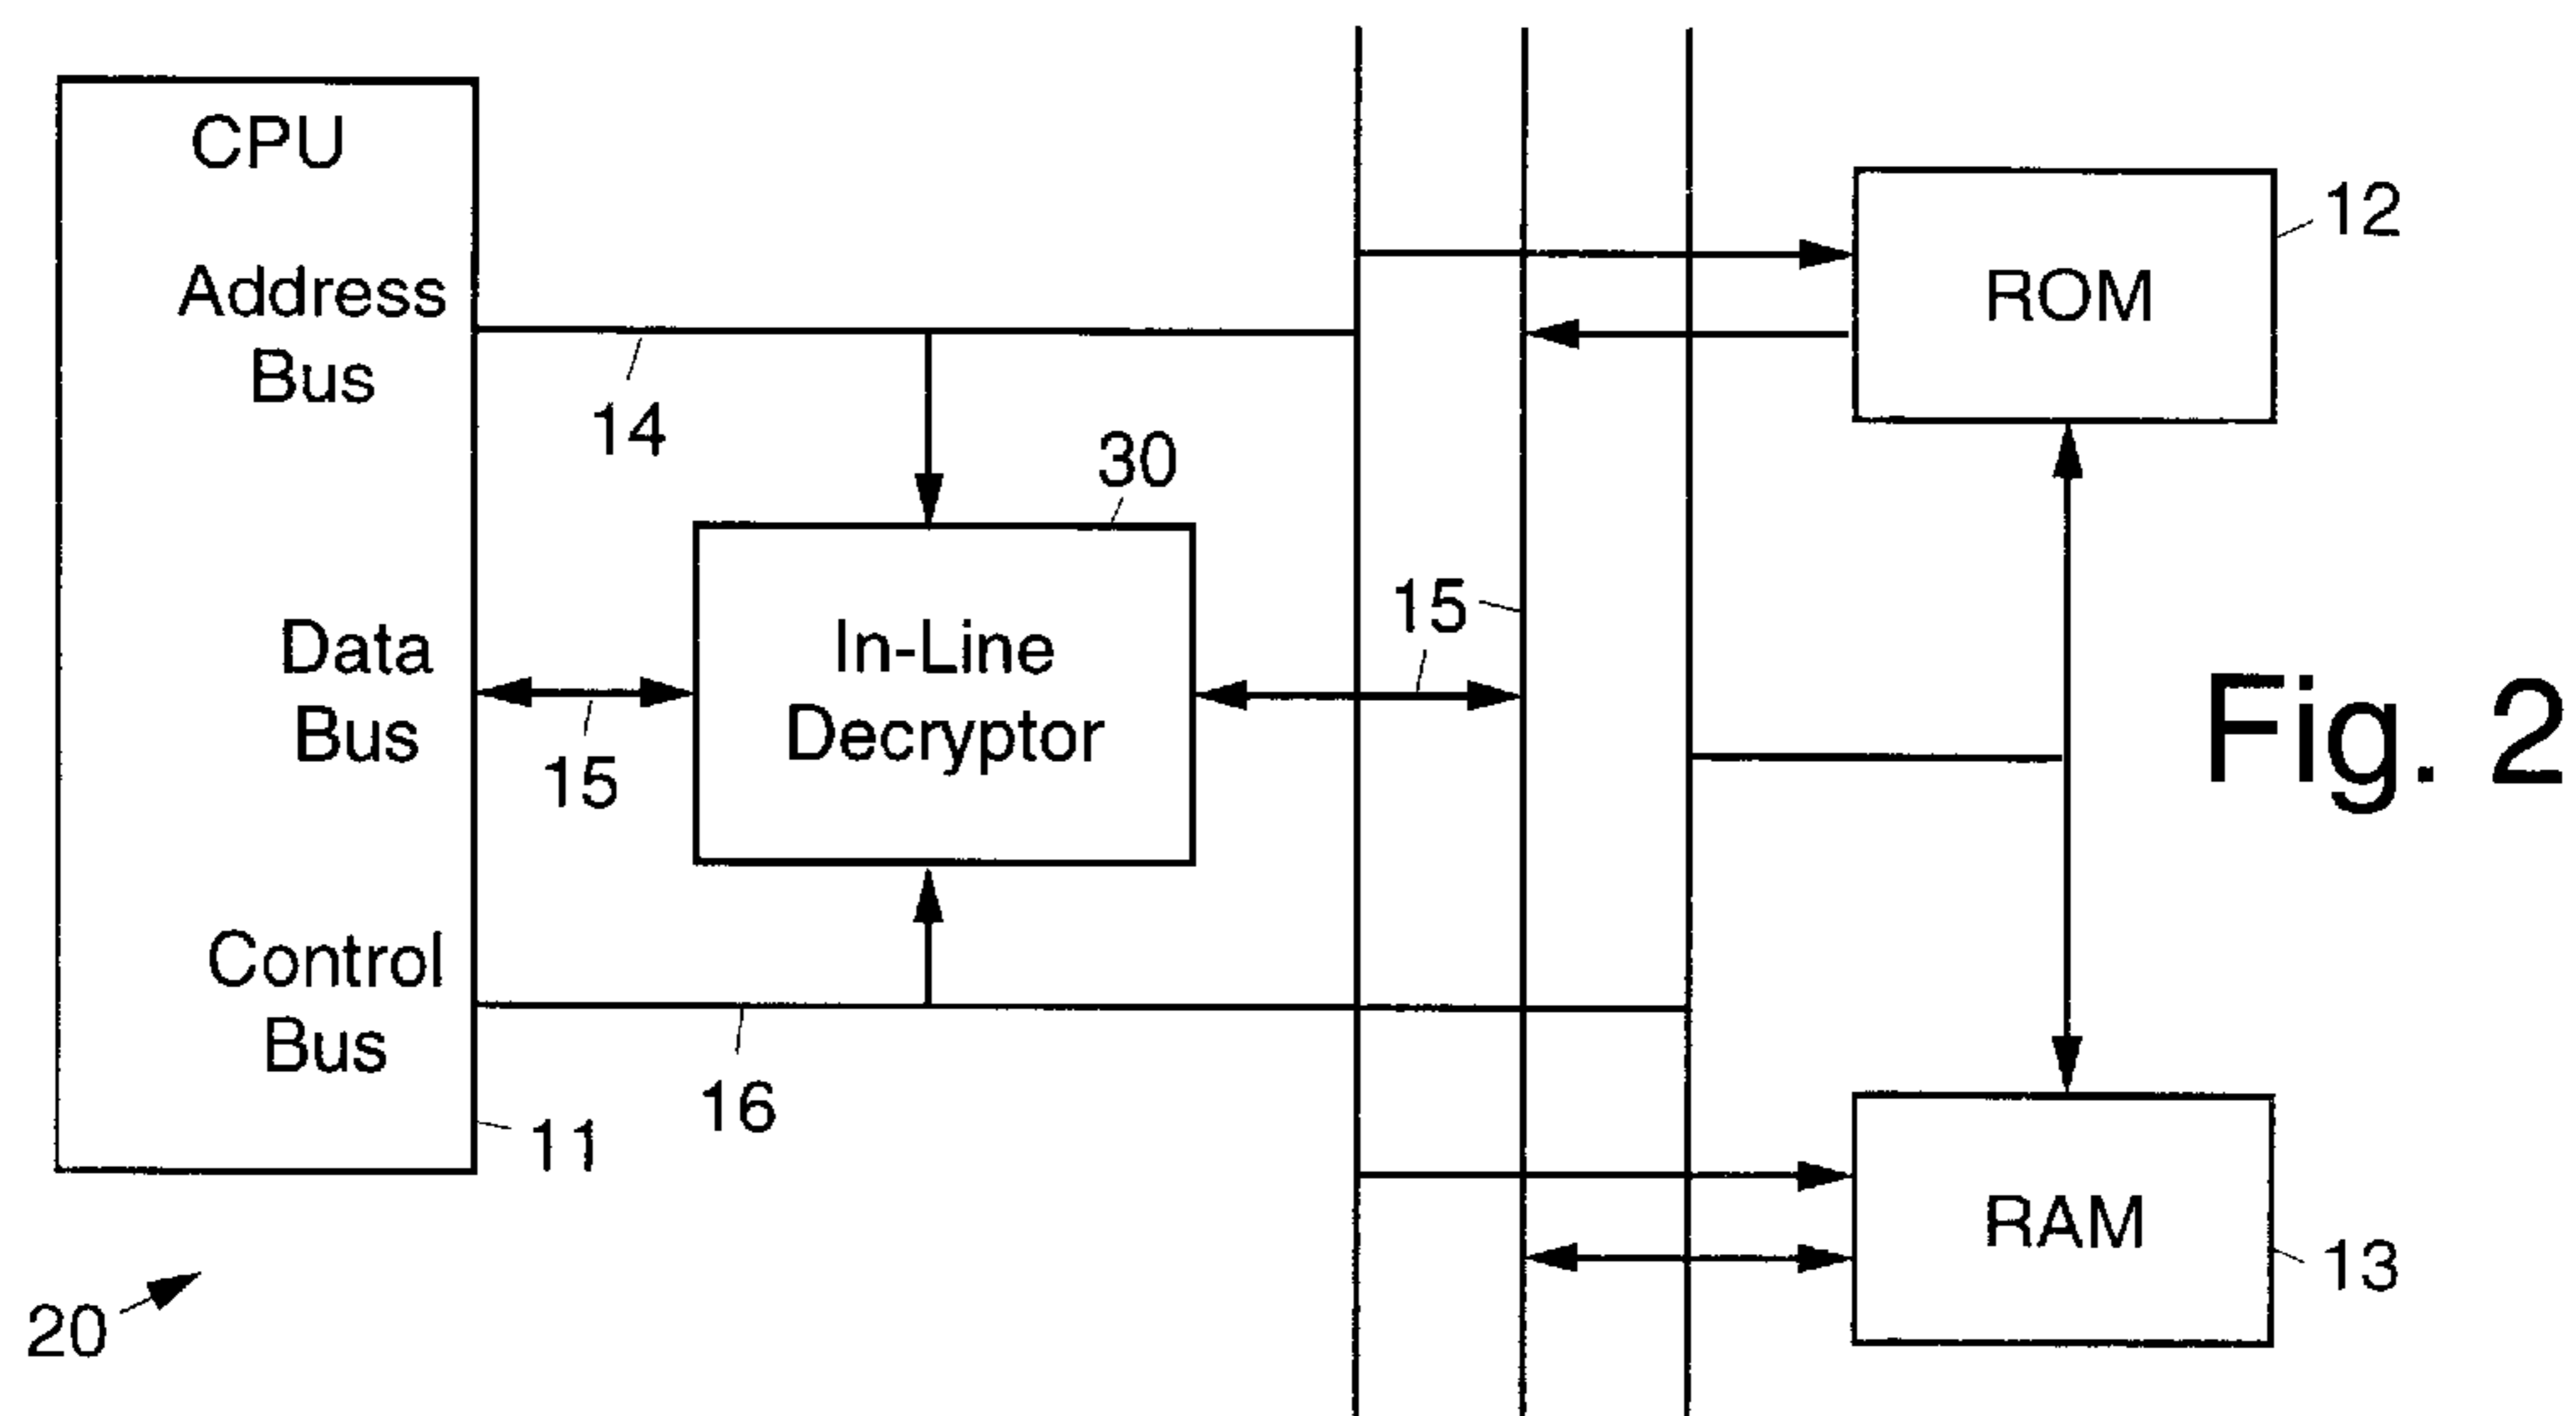 CPU
Address
Bus
14
30
Data
Bus
15
In-Line
Decryptor
15
Control
Bus
16
11
20
ROM
12
RAM
13
Fig. 2